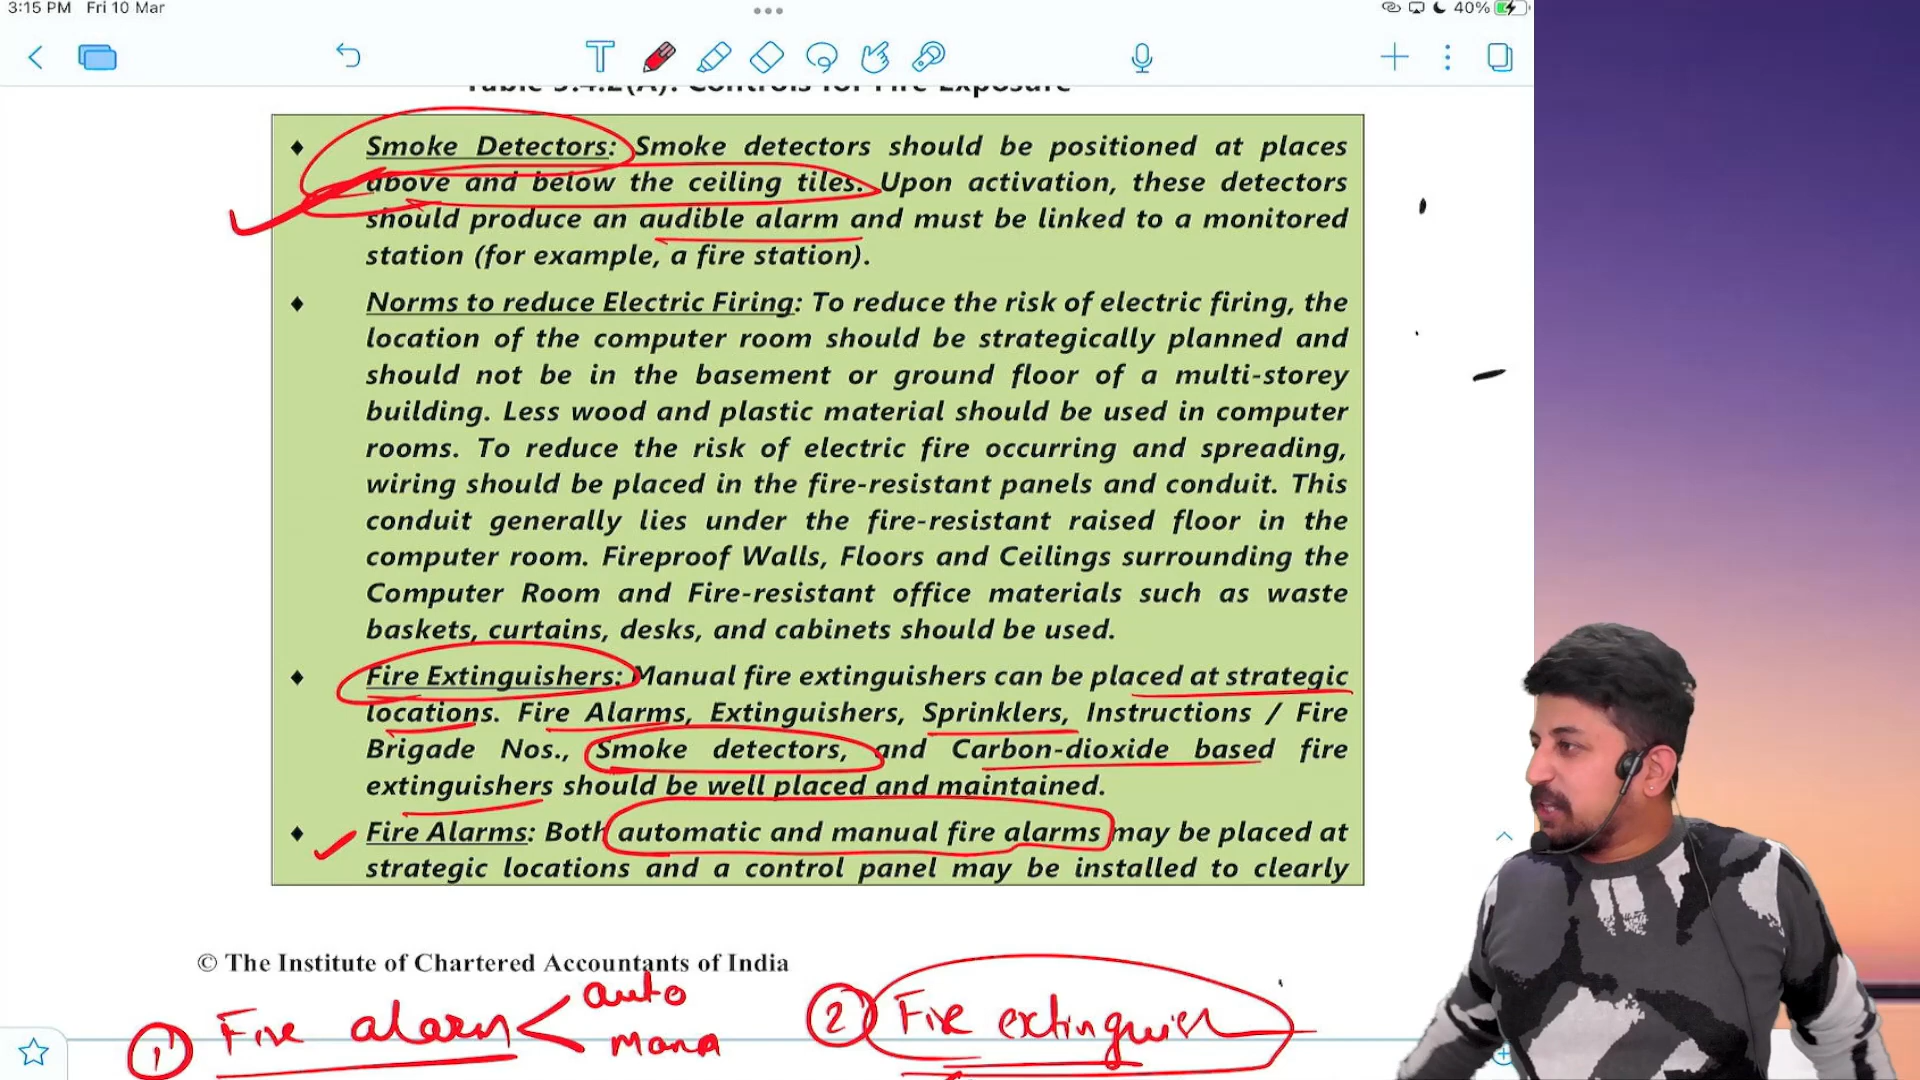 3:15 PM Fri 10 Mar
40%
Table 3.4.2(A): Controls for Fire Exposure
♦ Smoke Detectors: Smoke detectors should be positioned at places
above and below the ceiling tiles. Upon activation, these detectors
should produce an audible alarm and must be linked to a monitored
station (for example, a fire station).
♦ Norms to reduce Electric Firing: To reduce the risk of electric firing, the
location of the computer room should be strategically planned and
should not be in the basement or ground floor of a multi-storey
building. Less wood and plastic material should be used in computer
rooms. To reduce the risk of electric fire occurring and spreading,
wiring should be placed in the fire-resistant panels and conduit. This
conduit generally lies under the fire-resistant raised floor in the
computer room. Fireproof Walls, Floors and Ceilings surrounding the
Computer Room and Fire-resistant office materials such as waste
baskets, curtains, desks, and cabinets should be used.
♦ Fire Extinguishers: Manual fire extinguishers can be placed at strategic
locations. Fire Alarms, Extinguishers, Sprinklers, Instructions / Fire
Brigade Nos., Smoke detectors, and Carbon-dioxide based fire
extinguishers should be well placed and maintained.
♦ Fire Alarms: Both automatic and manual fire alarms may be placed at
strategic locations and a control panel may be installed to clearly
© The Institute of Chartered Accountants of India
① Fire alarm
auto
② Fire